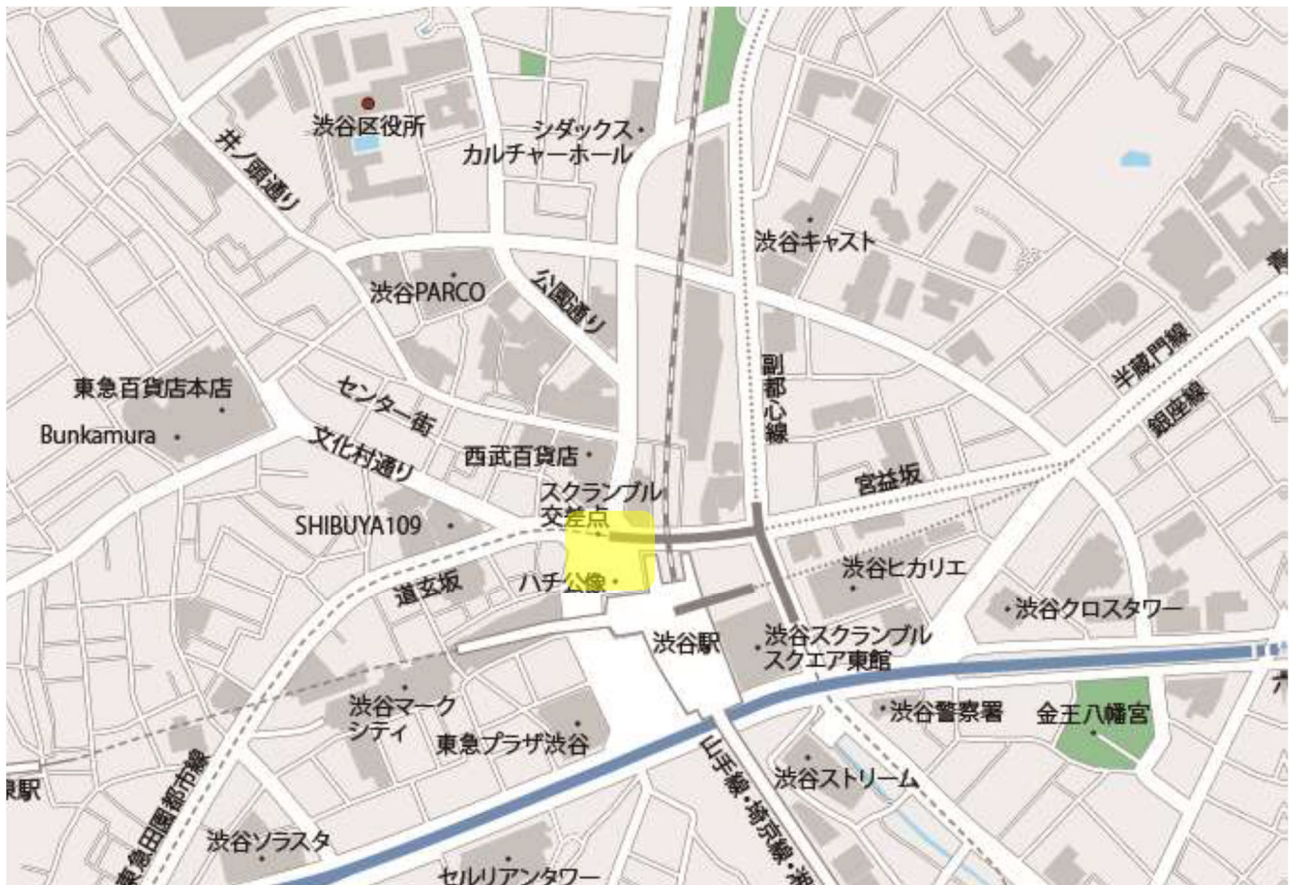 渋谷区役所
シダックス
カルチャーホール
井ノ頭通り
渋谷キャスト
渋谷PARCO
公園通り
副都心線
半蔵門線
銀座線
東急百貨店本店
Bunkamura
センター街
文化村通り
西武百貨店
宮益坂
スクランブル
交差点
SHIBUYA109
道玄坂
ハチ公像
渋谷ヒカリエ
渋谷クロスタワー
渋谷駅
渋谷スクランブル
スクエア東館
渋谷マーク
シティ
東急プラザ渋谷
渋谷警察署
金王八幡宮
渋谷ストリーム
山手線・埼京線・湘
東急田園都市線
渋谷ソラスタ
セルリアンタワー
駅